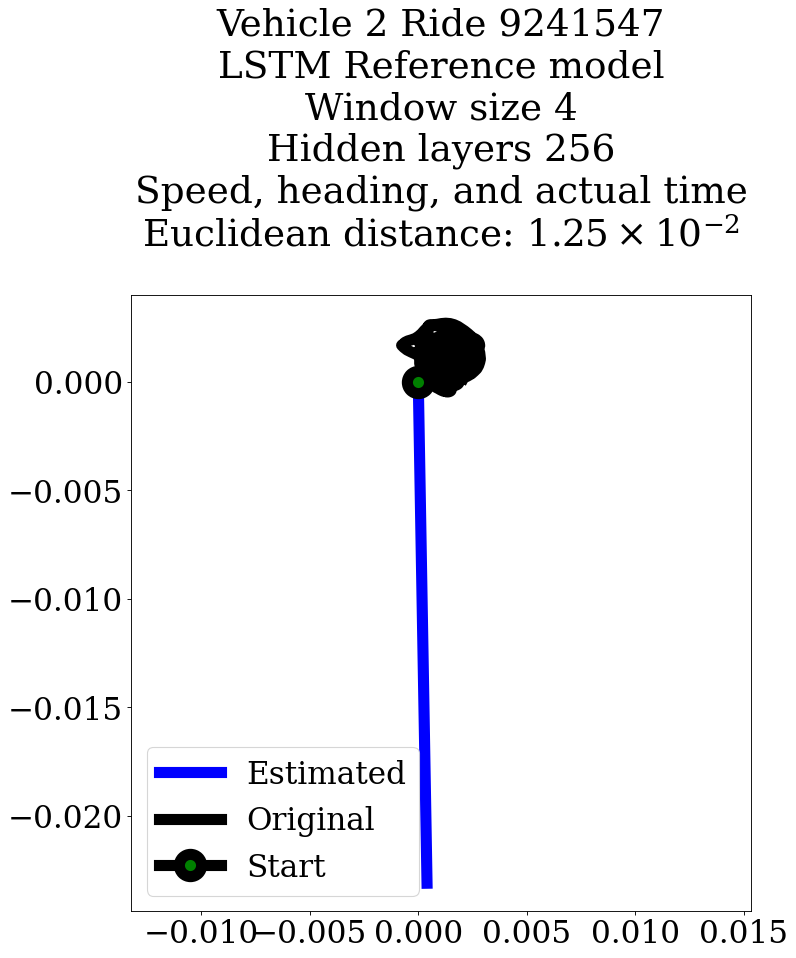 Vehicle 2 Ride 9241547
LSTM Reference model
Window size 4
Hidden layers 256
Speed, heading, and actual time
Euclidean distance: 1.25 × 10⁻²
0.000
−0.005
−0.010
−0.015
−0.020
Estimated
Original
Start
−0.010 −0.005 0.000 0.005 0.010 0.015